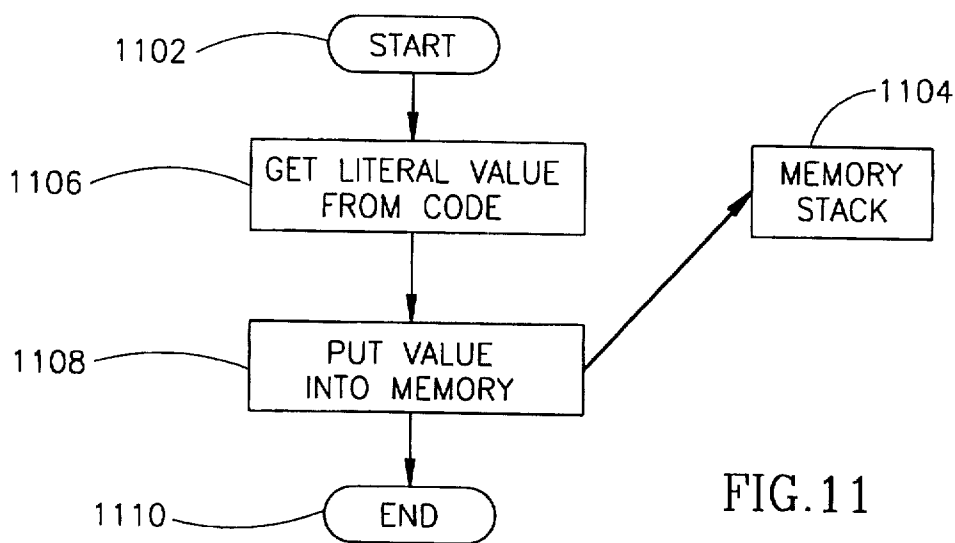 1102
START
1104
1106
GET LITERAL VALUE
FROM CODE
MEMORY
STACK
1108
PUT VALUE
INTO MEMORY
1110
END
FIG.11